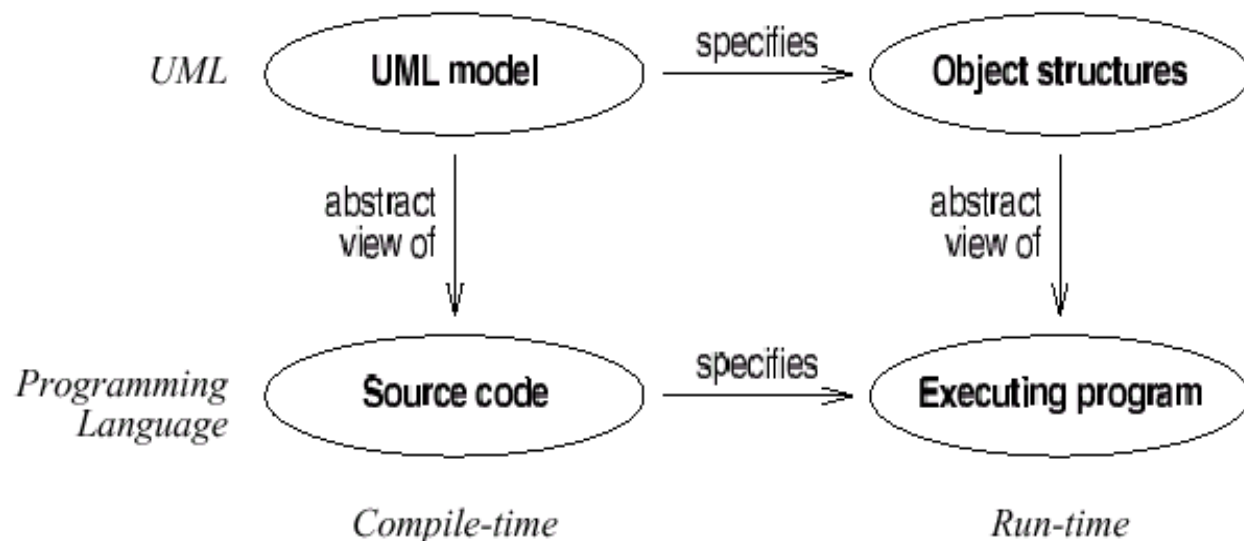 UML
UML model
specifies
Object structures
abstract
view of
abstract
view of
Programming
Language
Source code
specifies
Executing program
Compile-time
Run-time